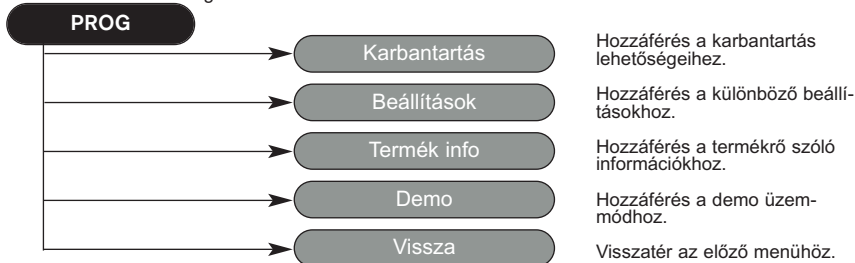 PROG
Karbantartás
Hozzáférés a karbantartás
lehetőségeihez.
Beállítások
Hozzáférés a különböző beállí-
tásokhoz.
Termék info
Hozzáférés a termékrő szóló
információkhoz.
Demo
Hozzáférés a demo üzem-
módhoz.
Vissza
Visszatér az előző menühöz.